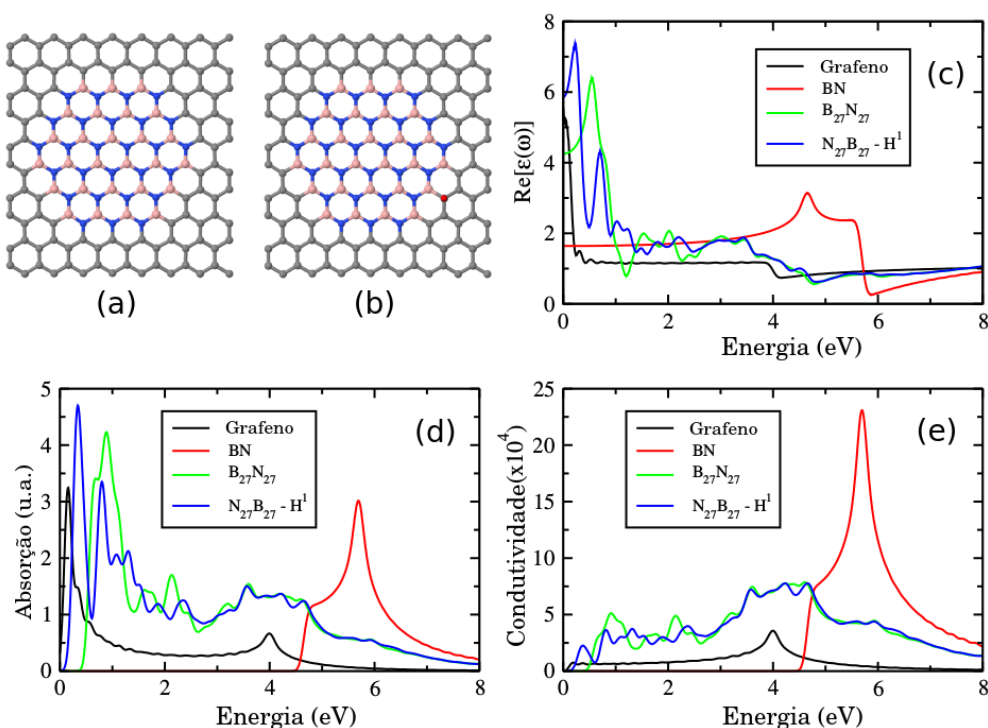 (a)
(b)
8
6
4
2
0
Re[ε(ω)]
Grafeno
BN
B₂₇N₂₇
N₂₇B₂₇ - H¹
(c)
0 2 4 6 8
Energia (eV)
5
4
3
2
1
0
Absorção (u.a.)
Grafeno
BN
B₂₇N₂₇
N₂₇B₂₇ - H¹
(d)
0 2 4 6 8
Energia (eV)
25
20
15
10
5
0
Condutividade(x10⁴)
Grafeno
BN
B₂₇N₂₇
N₂₇B₂₇ - H¹
(e)
0 2 4 6 8
Energia (eV)